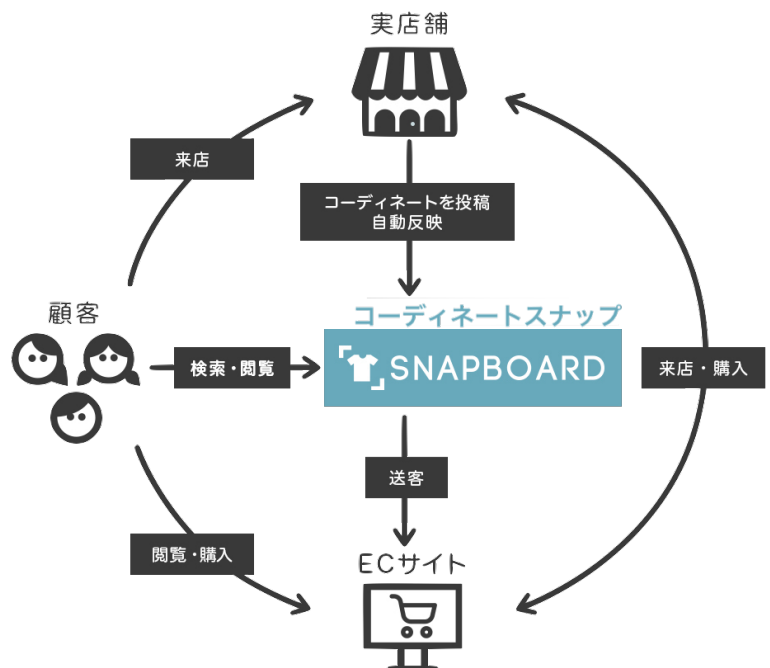 実店舗
来店
コーディネートを投稿
自動反映
顧客
コーディネートスナップ
検索・閲覧
SNAPBOARD
来店・購入
送客
閲覧・購入
ECサイト